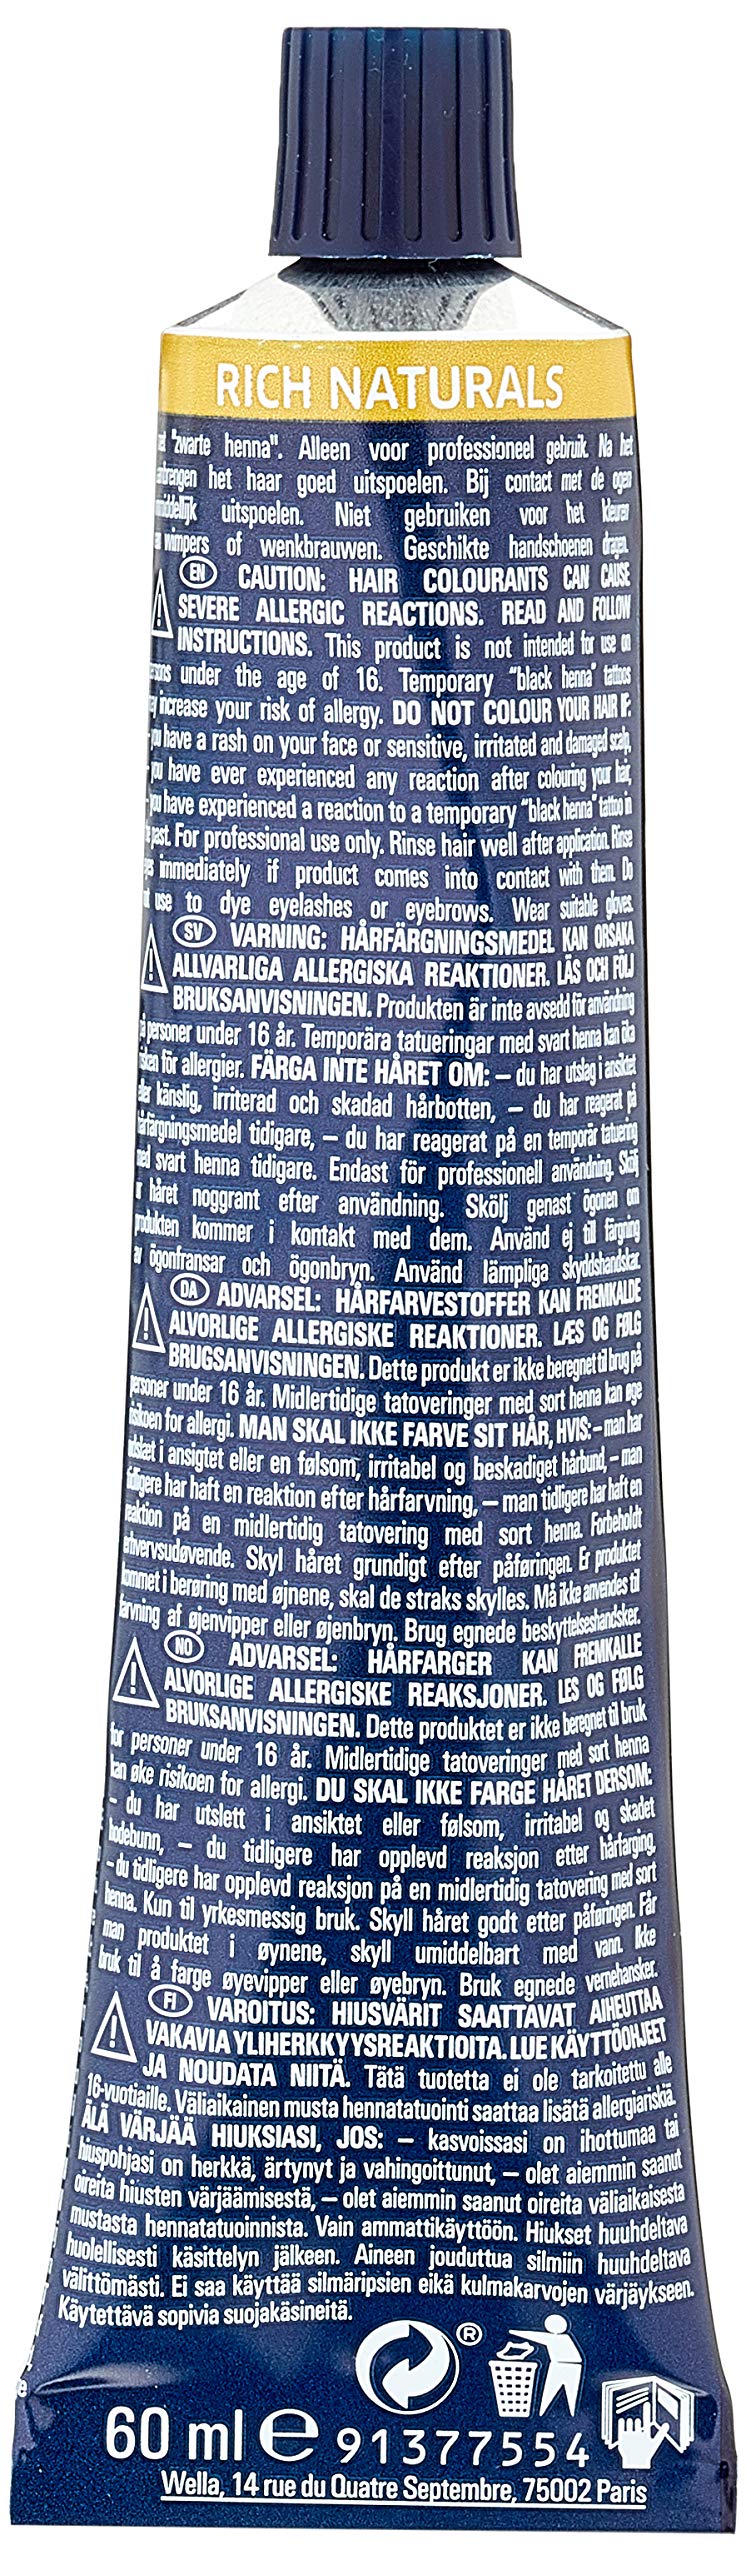 RICH NATURALS
"zwarte henna". Alleen voor professioneel gebruik. Na het
het haar goed uitspoelen. Bij contact met de ogen
uitspoelen. Niet gebruiken voor het kleuren
wimpers of wenkbrauwen. Geschikte handschoenen dragen.
EN CAUTION: HAIR COLOURANTS CAN CAUSE
SEVERE ALLERGIC REACTIONS. READ AND FOLLOW
INSTRUCTIONS. This product is not intended for use on
under the age of 16. Temporary "black henna" tattoos
increase your risk of allergy. DO NOT COLOUR YOUR HAIR IF:
- you have a rash on your face or sensitive, irritated and damaged scalp,
- you have ever experienced any reaction after colouring your hair,
- you have experienced a reaction to a temporary "black henna" tattoo in
past. For professional use only. Rinse hair well after application. Rinse
immediately if product comes into contact with them. Do
use to dye eyelashes or eyebrows. Wear suitable gloves.
SV VARNING: HÅRFÄRGNINGSMEDEL KAN ORSAKA
ALLVARLIGA ALLERGISKA REAKTIONER. LÄS OCH FÖLJ
BRUKSANVISNINGEN. Produkten är inte avsedd för användning
på personer under 16 år. Temporära tatueringar med svart henna kan öka
risken för allergier. FÄRGA INTE HÅRET OM: – du har utslag i ansiktet
eller känslig, irriterad och skadad hårbotten, – du har reagerat på
hårfärgningsmedel tidigare, – du har reagerat på en temporär tatuering
med svart henna tidigare. Endast för professionell användning. Skölj
ur håret noggrant efter användning. Skölj genast ögonen om
produkten kommer i kontakt med dem. Använd ej till färgning
av ögonfransar och ögonbryn. Använd lämpliga skyddshandskar.
DA ADVARSEL: HÅRFARVESTOFFER KAN FREMKALDE
ALVORLIGE ALLERGISKE REAKTIONER. LÆS OG FØLG
BRUGSANVISNINGEN. Dette produkt er ikke beregnet til brug på
personer under 16 år. Midlertidige tatoveringer med sort henna kan øge
risikoen for allergi. MAN SKAL IKKE FARVE SIT HÅR, HVIS: – man har
udslæt i ansigtet eller en følsom, irritabel og beskadiget hårbund, – man
tidligere har haft en reaktion efter hårfarvning, – man tidligere har haft en
reaktion på en midlertidig tatovering med sort henna. Forbeholdt
erhvervsudøvende. Skyl håret grundigt efter påføringen. Er produktet
kommet i berøring med øjnene, skal de straks skylles. Må ikke anvendes til
farvning af øjenvipper eller øjenbryn. Brug egnede beskyttelseshandsker.
NO ADVARSEL: HÅRFARGER KAN FREMKALLE
ALVORLIGE ALLERGISKE REAKSJONER. LES OG FØLG
BRUKSANVISNINGEN. Dette produktet er ikke beregnet til bruk
for personer under 16 år. Midlertidige tatoveringer med sort henna
kan øke risikoen for allergi. DU SKAL IKKE FARGE HÅRET DERSOM:
– du har utslett i ansiktet eller følsom, irritabel og skadet
hodebunn, – du tidligere har opplevd reaksjon etter hårfarging,
– du tidligere har opplevd reaksjon på en midlertidig tatovering med sort
henna. Kun til yrkesmessig bruk. Skyll håret godt etter påføringen. Får
man produktet i øynene, skyll umiddelbart med vann. Ikke
bruk til å farge øyevipper eller øyebryn. Bruk egnede vernehansker.
FI VAROITUS: HIUSVÄRIT SAATTAVAT AIHEUTTAA
VAKAVIA YLIHERKKYYSREAKTIOITA. LUE KÄYTTÖOHJEET
JA NOUDATA NIITÄ. Tätä tuotetta ei ole tarkoitettu alle
16-vuotiaille. Väliaikainen musta hennatatuointi saattaa lisätä allergiariskiä.
ÄLÄ VÄRJÄÄ HIUKSIASI, JOS: – kasvoissasi on ihottumaa tai
hiuspohjasi on herkkä, ärtynyt ja vahingoittunut, – olet aiemmin saanut
oireita hiusten värjäämisestä, – olet aiemmin saanut oireita väliaikaisesta
mustasta hennatatuoinnista. Vain ammattikäyttöön. Hiukset huuhdeltava
huolellisesti käsittelyn jälkeen. Aineen jouduttua silmiin huuhdeltava
välittömästi. Ei saa käyttää silmäripsien eikä kulmakarvojen värjäykseen.
Käytettävä sopivia suojakäsineitä.
®
60 ml e 91377554
Wella, 14 rue du Quatre Septembre, 75002 Paris